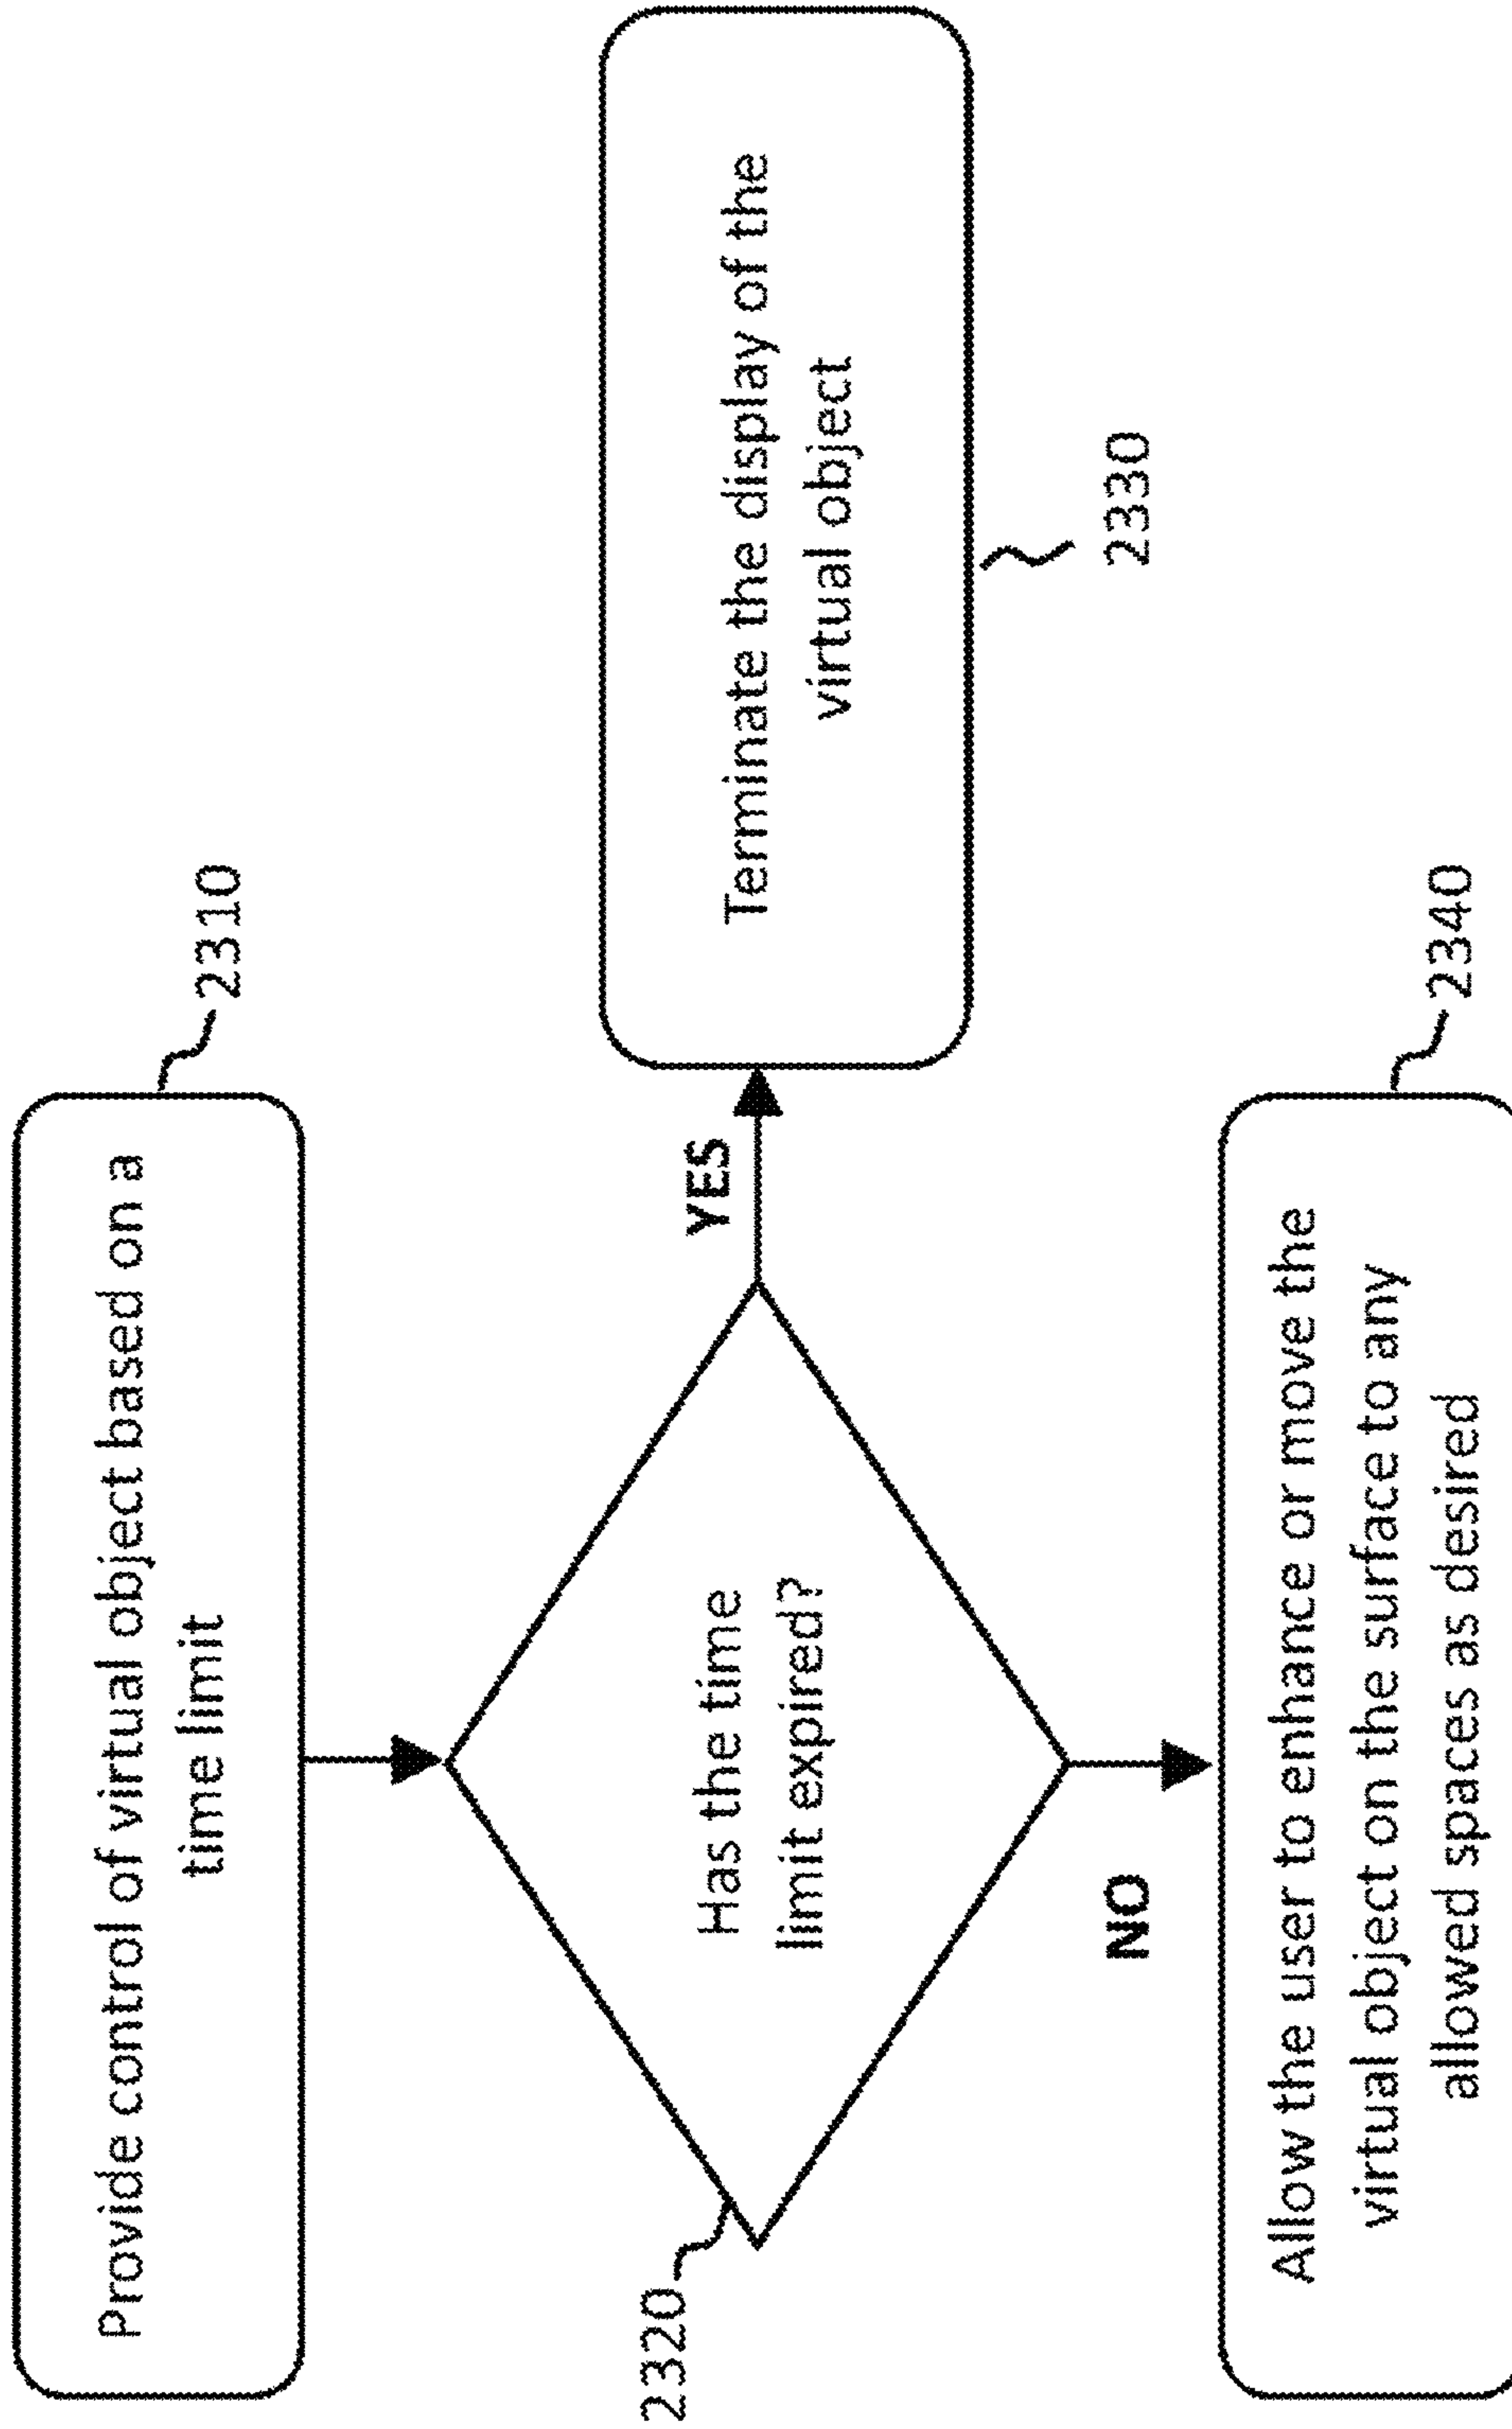 Provide control of virtual object based on a
time limit
2310
2320
Has the time
limit expired?
YES
Terminate the display of the
virtual object
2330
NO
Allow the user to enhance or move the
virtual object on the surface to any
allowed spaces as desired
2340